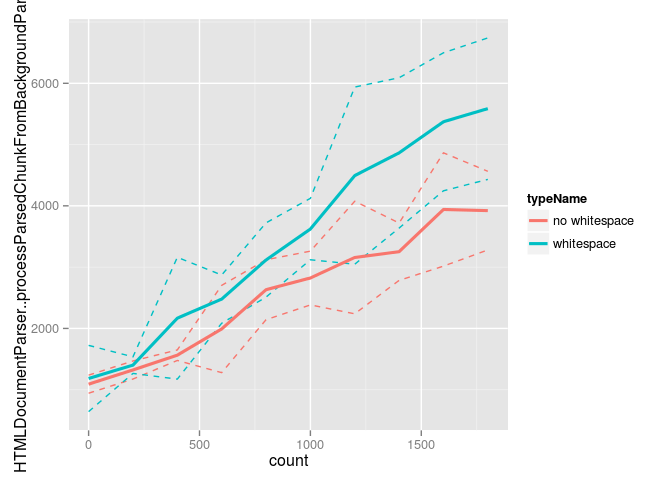 HTMLDocumentParser..processParsedChunkFromBackgroundPar
6000
4000
2000
0
500
1000
1500
count
typeName
no whitespace
whitespace